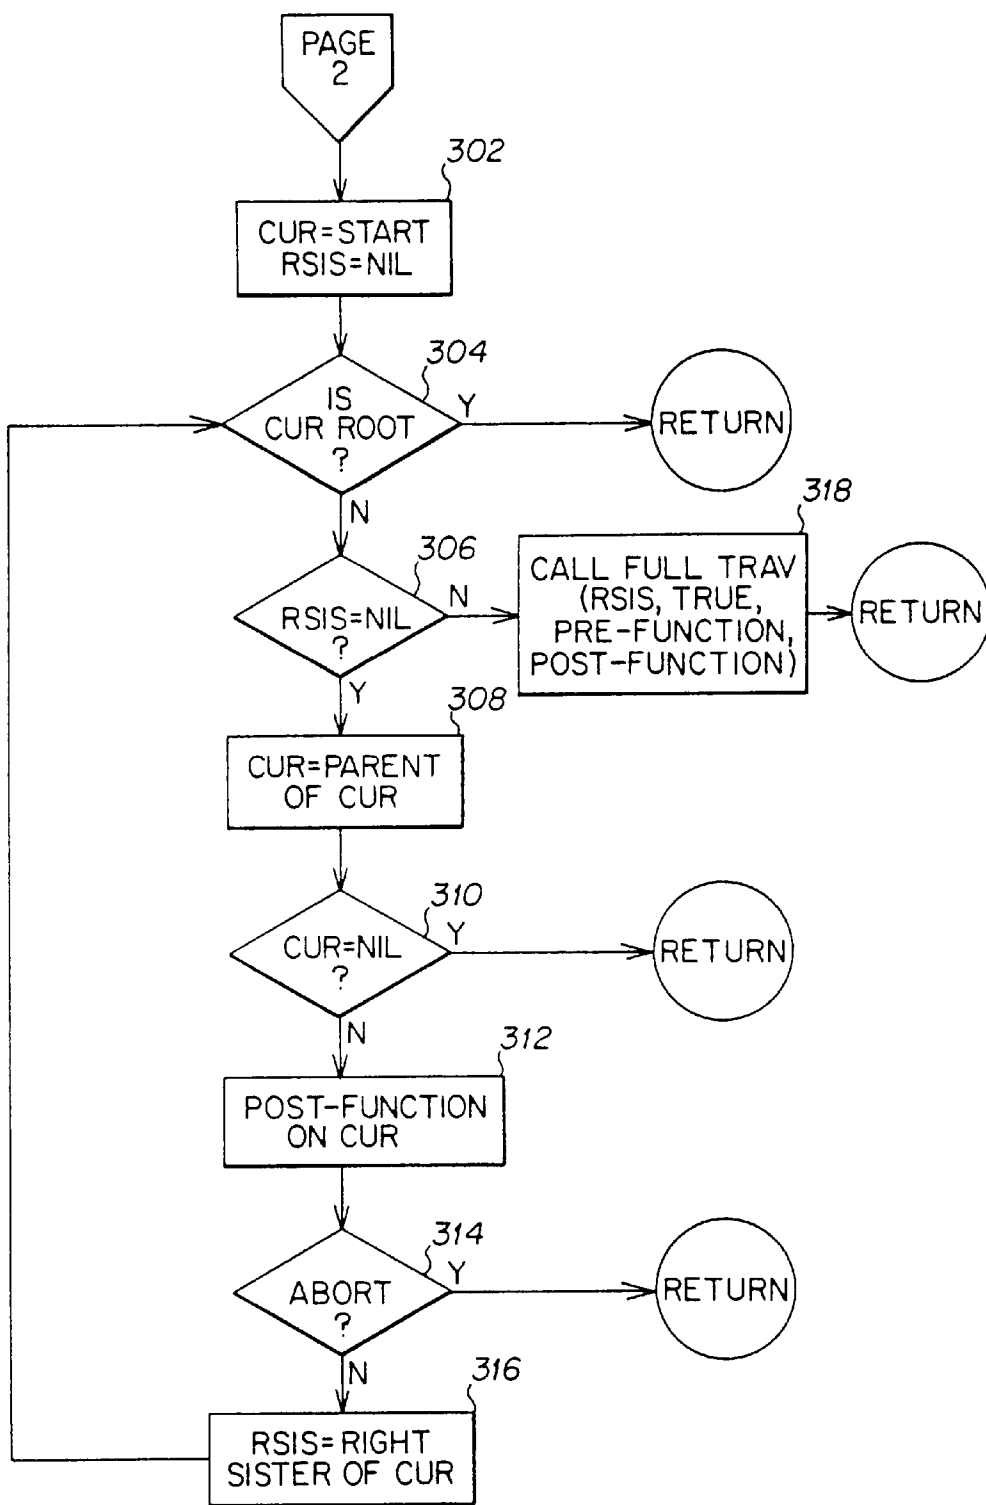 PAGE
2
302
CUR=START
RSIS=NIL
304
IS
CUR ROOT
?
Y
RETURN
N
306
RSIS=NIL
?
N
318
CALL FULL TRAV
(RSIS, TRUE,
PRE-FUNCTION,
POST-FUNCTION)
RETURN
Y
308
CUR=PARENT
OF CUR
310
CUR=NIL
?
Y
RETURN
N
312
POST-FUNCTION
ON CUR
314
ABORT
?
Y
RETURN
N
316
RSIS=RIGHT
SISTER OF CUR